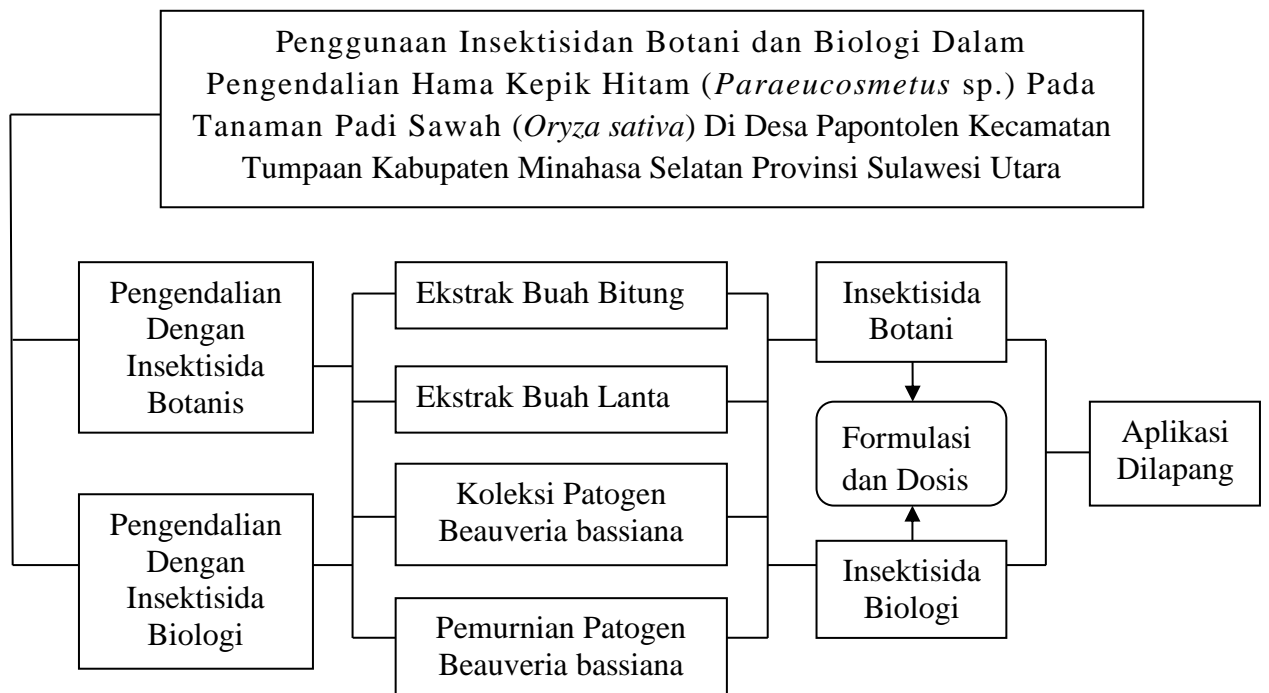 Penggunaan Insektisidan Botani dan Biologi Dalam
Pengendalian Hama Kepik Hitam (Paraeucosmetus sp.) Pada
Tanaman Padi Sawah (Oryza sativa) Di Desa Papontolen Kecamatan
Tumpaan Kabupaten Minahasa Selatan Provinsi Sulawesi Utara
Pengendalian
Dengan
Insektisida
Botanis
Pengendalian
Dengan
Insektisida
Biologi
Ekstrak Buah Bitung
Ekstrak Buah Lanta
Koleksi Patogen
Beauveria bassiana
Pemurnian Patogen
Beauveria bassiana
Insektisida
Botani
Formulasi
dan Dosis
Insektisida
Biologi
Aplikasi
Dilapang